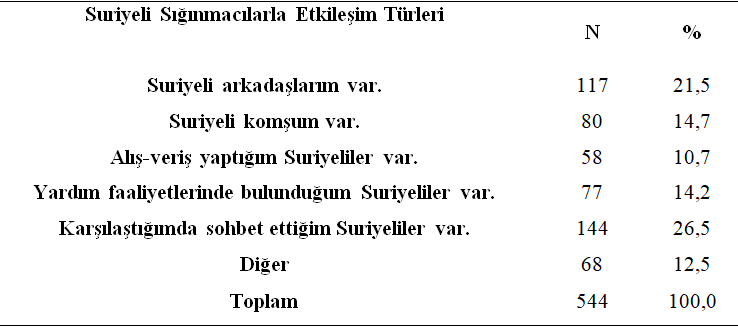 Suriyeli Sığınmacılarla Etkileşim Türleri
N %
Suriyeli arkadaşlarım var. 117 21,5
Suriyeli komşum var. 80 14,7
Alış-veriş yaptığım Suriyeliler var. 58 10,7
Yardım faaliyetlerinde bulunduğum Suriyeliler var. 77 14,2
Karşılaştığımda sohbet ettiğim Suriyeliler var. 144 26,5
Diğer 68 12,5
Toplam 544 100,0